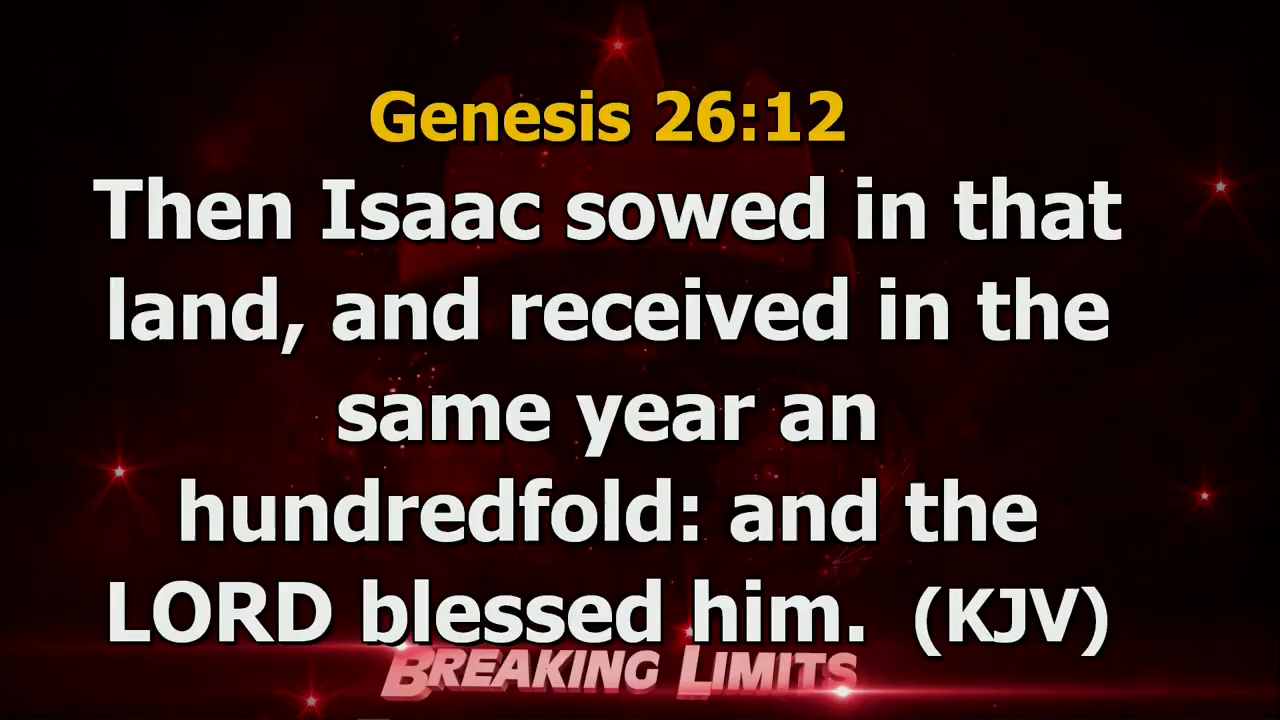 Genesis 26:12
Then Isaac sowed in that
land, and received in the
same year an
hundredfold: and the
LORD blessed him. (KJV)
BREAKING LIMITS